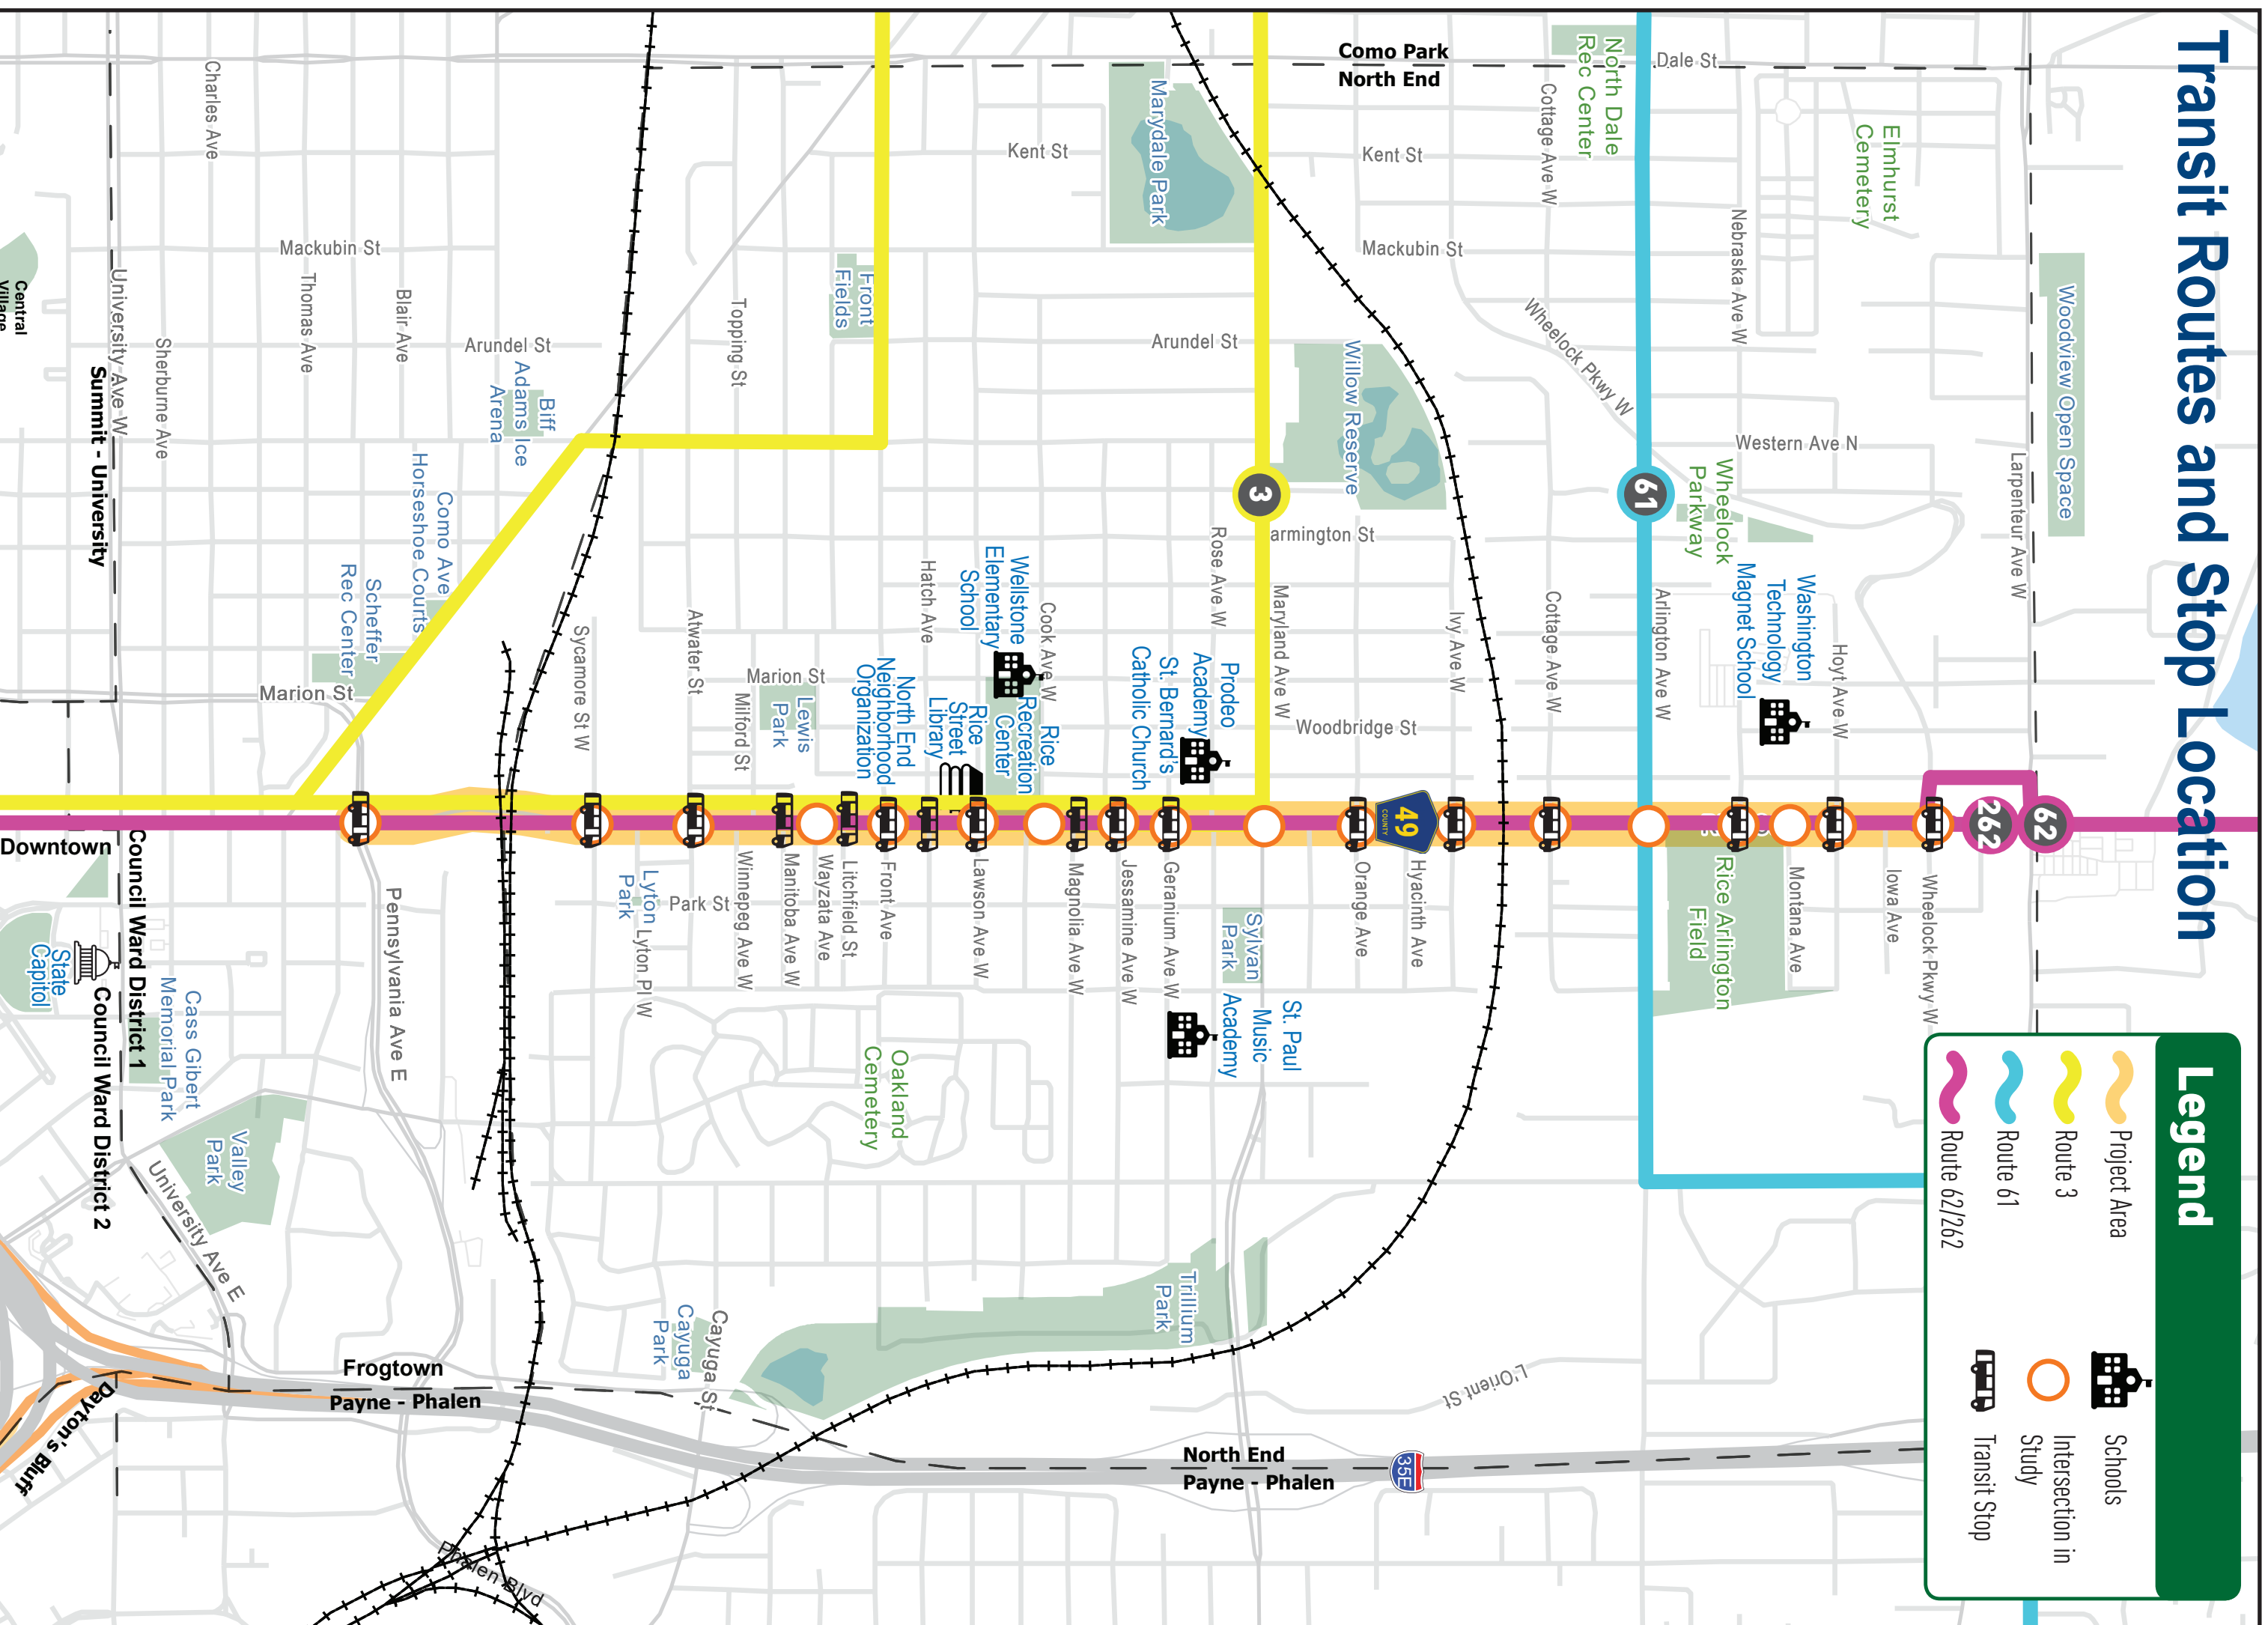 Transit Routes and Stop Location
Legend
Project Area
Route 3
Route 61
Route 62/262
Schools
Intersection in
Study
Transit Stop
Woodview Open Space
Larpenteur Ave W
62
262
Elmhurst
Cemetery
Dale St
Nebraska Ave W
Western Ave N
Wheelock
Parkway
Washington
Technology
Magnet School
Hoyt Ave W
Iowa Ave
Wheelock Pkwy W
Montana Ave
Rice Arlington
Field
North Dale
Rec Center
Cottage Ave W
Wheelock Pkwy W
61
Arlington Ave W
Cottage Ave W
Ivy Ave W
Como Park
North End
Kent St
Mackubin St
Willow Reserve
armington St
Woodbridge St
Maryland Ave W
49
COUNTY
Hyacinth Ave
Orange Ave
L'Orient St
35E
North End
Payne - Phalen
Marydale Park
Kent St
Arundel St
3
Rose Ave W
Prodeo
Academy
St. Bernard's
Catholic Church
Sylvan
Park
St. Paul
Music
Academy
Geranium Ave W
Jessamine Ave W
Magnolia Ave W
Trillium
Park
Cook Ave W
Wellstone
Elementary
School
Rice
Recreation
Center
Rice
Street
Library
Hatch Ave
Lawson Ave W
North End
Neighborhood
Organization
Front Ave
Front
Fields
Litchfield St
Wayzata Ave
Manitoba Ave W
Winnepeg Ave W
Oakland
Cemetery
Marion St
Lewis
Park
Milford St
Topping St
Atwater St
Park St
Lyton
Park
Lyton Pl W
Cayuga St
Cayuga
Park
Sycamore St W
Biff
Adams Ice
Arena
Arundel St
Como Ave
Horseshoe Courts
Scheffer
Rec Center
Marion St
Blair Ave
Mackubin St
Thomas Ave
Charles Ave
Sherburne Ave
University Ave W
Summit - University
Central
Village
Downtown
Pennsylvania Ave E
Council Ward District 1
Council Ward District 2
State
Capitol
Cass Gibert
Memorial Park
Valley
Park
University Ave E
Frogtown
Payne - Phalen
Dayton's Bluff
Phalen Blvd